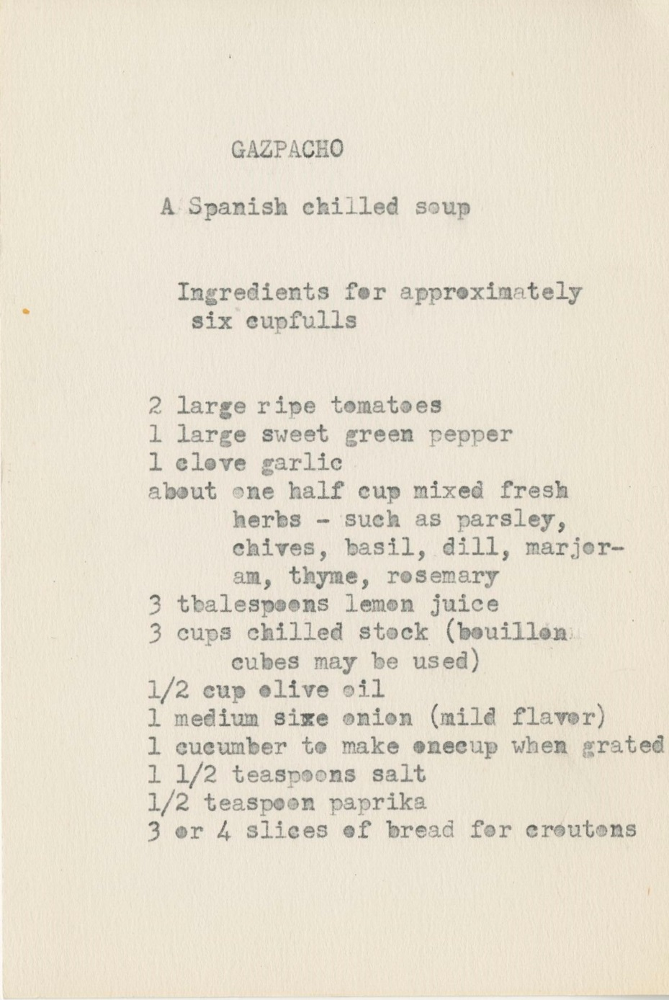 GAZPACHO
A Spanish chilled soup
Ingredients for approximately
six cupfulls
2 large ripe tomatoes
1 large sweet green pepper
1 clove garlic
about one half cup mixed fresh
herbs - such as parsley,
chives, basil, dill, marjor-
am, thyme, rosemary
3 tbalespoons lemon juice
3 cups chilled stock (bouillon
cubes may be used)
1/2 cup olive oil
1 medium sixe onion (mild flavor)
1 cucumber to make onecup when grated
1 1/2 teaspoons salt
1/2 teaspoon paprika
3 or 4 slices of bread for croutons